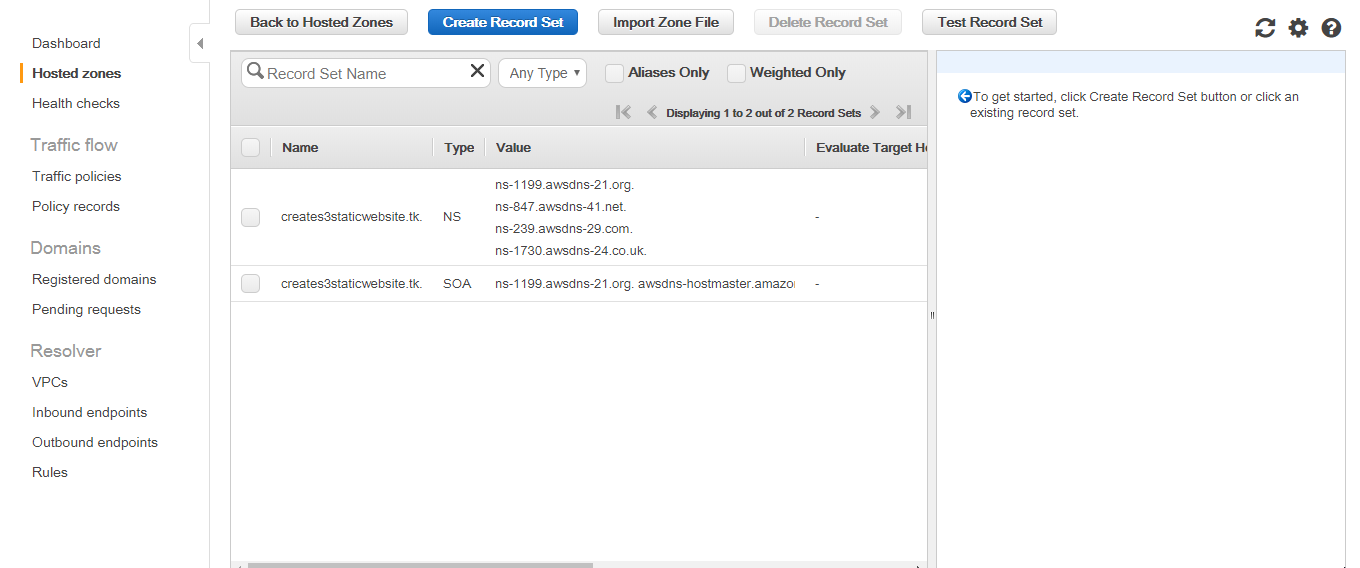 Back to Hosted Zones
Create Record Set
Import Zone File
Delete Record Set
Test Record Set
Dashboard
Hosted zones
Health checks
Traffic flow
Traffic policies
Policy records
Domains
Registered domains
Pending requests
Resolver
VPCs
Inbound endpoints
Outbound endpoints
Rules
Record Set Name
Any Type
Aliases Only
Weighted Only
Displaying 1 to 2 out of 2 Record Sets
Name Type Value Evaluate Target He
creates3staticwebsite.tk. NS
ns-1199.awsdns-21.org.
ns-847.awsdns-41.net.
ns-239.awsdns-29.com.
ns-1730.awsdns-24.co.uk.
-
creates3staticwebsite.tk. SOA ns-1199.awsdns-21.org. awsdns-hostmaster.amazon -
To get started, click Create Record Set button or click an
existing record set.